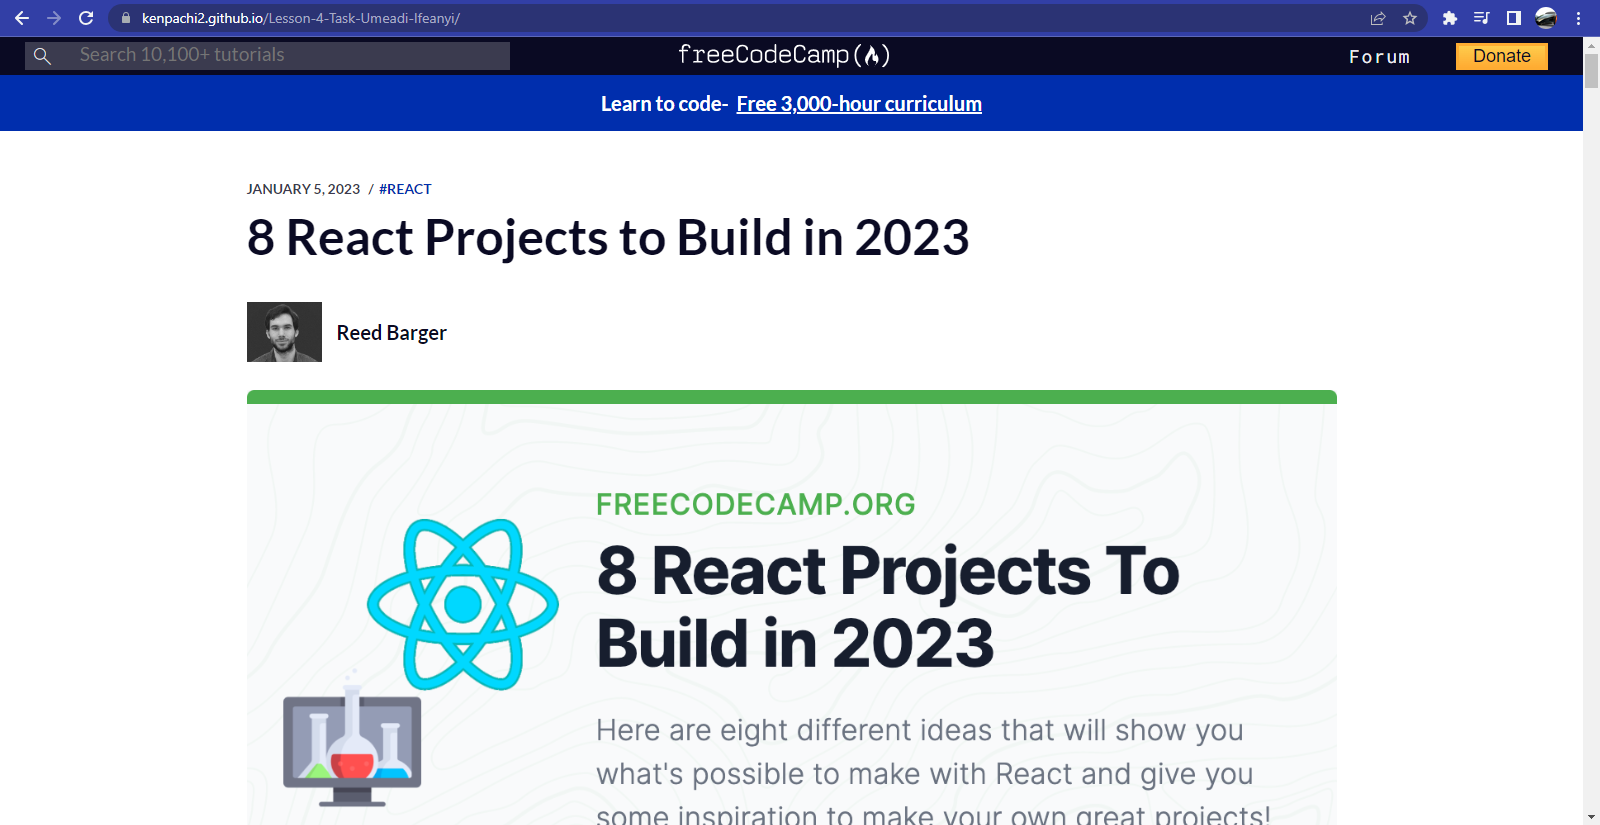 kenpachi2.github.io/Lesson-4-Task-Umeadi-Ifeanyi/
Search 10,100+ tutorials
freeCodeCamp(🔥)
Forum
Donate
Learn to code- Free 3,000-hour curriculum
JANUARY 5, 2023 / #REACT
8 React Projects to Build in 2023
Reed Barger
FREECODECAMP.ORG
8 React Projects To
Build in 2023
Here are eight different ideas that will show you
what's possible to make with React and give you
some inspiration to make your own great projects!